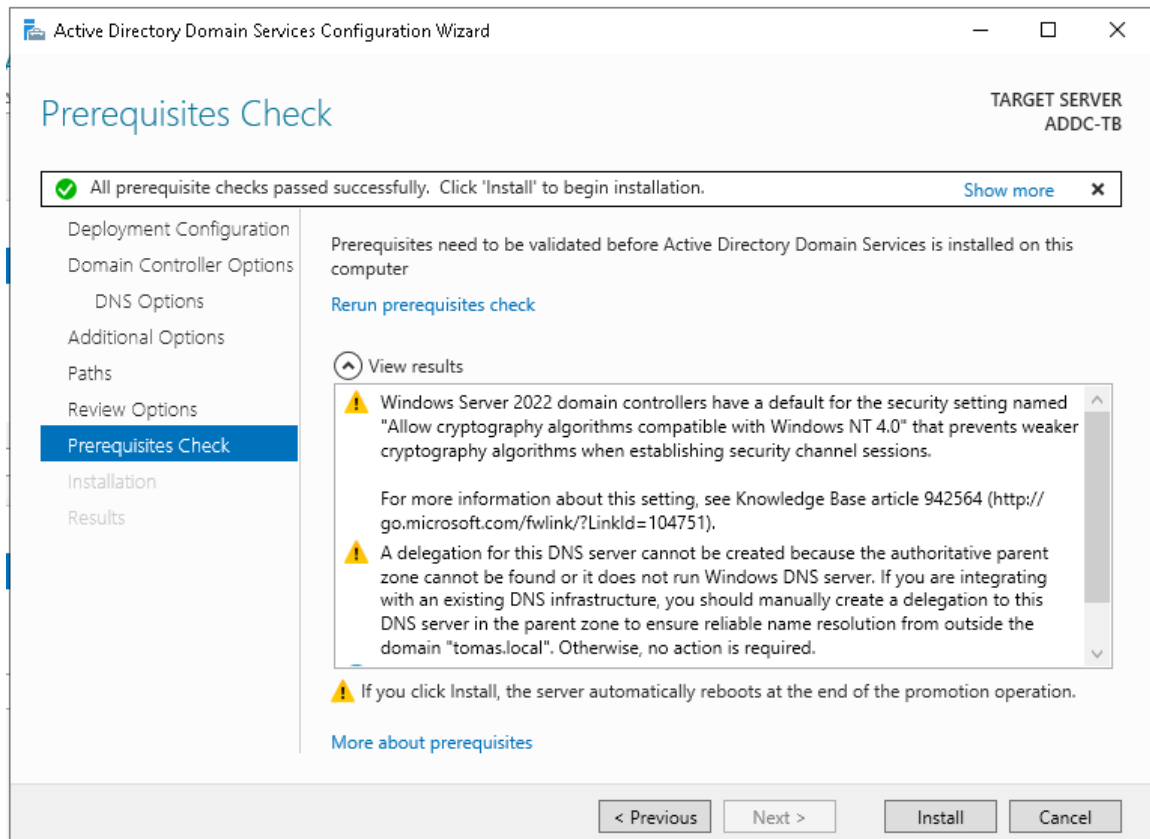 Active Directory Domain Services Configuration Wizard
Prerequisites Check
TARGET SERVER
ADDC-TB
All prerequisite checks passed successfully. Click 'Install' to begin installation.
Show more
Deployment Configuration
Domain Controller Options
DNS Options
Additional Options
Paths
Review Options
Prerequisites Check
Installation
Results
Prerequisites need to be validated before Active Directory Domain Services is installed on this
computer
Rerun prerequisites check
View results
Windows Server 2022 domain controllers have a default for the security setting named
"Allow cryptography algorithms compatible with Windows NT 4.0" that prevents weaker
cryptography algorithms when establishing security channel sessions.
For more information about this setting, see Knowledge Base article 942564 (http://
go.microsoft.com/fwlink/?LinkId=104751).
A delegation for this DNS server cannot be created because the authoritative parent
zone cannot be found or it does not run Windows DNS server. If you are integrating
with an existing DNS infrastructure, you should manually create a delegation to this
DNS server in the parent zone to ensure reliable name resolution from outside the
domain "tomas.local". Otherwise, no action is required.
If you click Install, the server automatically reboots at the end of the promotion operation.
More about prerequisites
< Previous
Next >
Install
Cancel